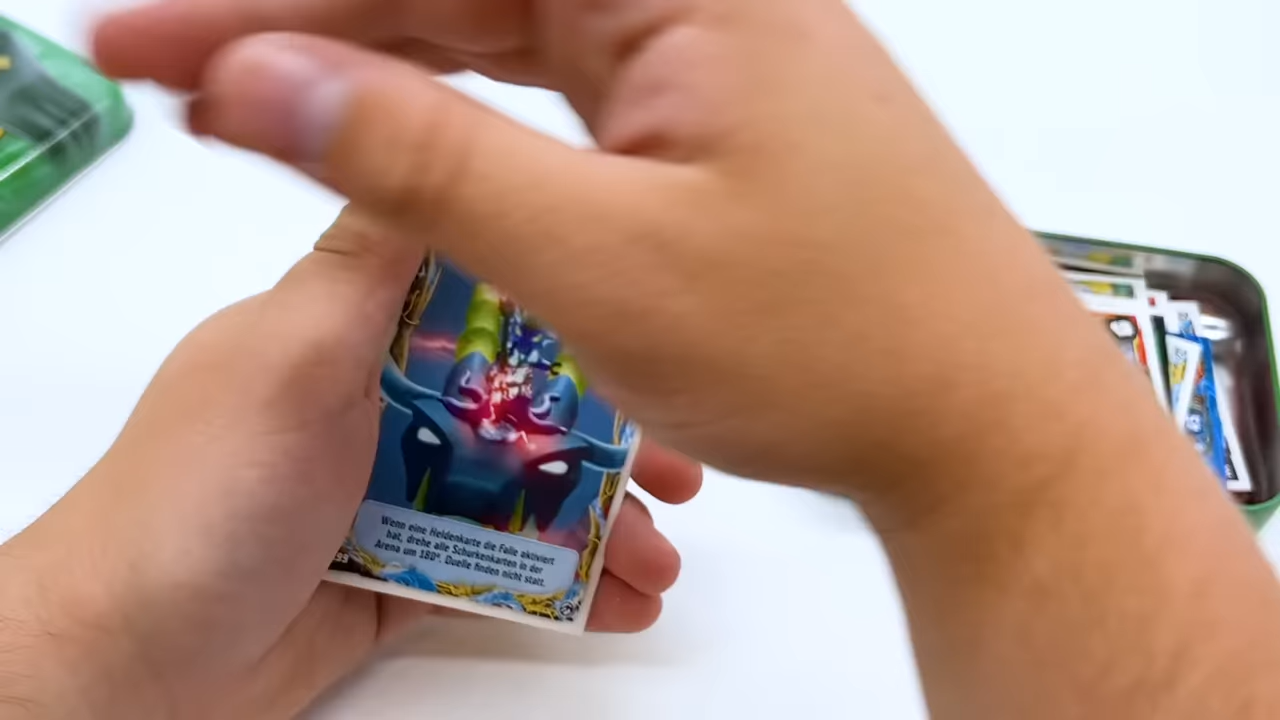 Wenn eine Heldenkarte die Falle aktiviert
hat, drehe alle Schurkenkarten in der
Arena um 180°. Duelle finden nicht statt.